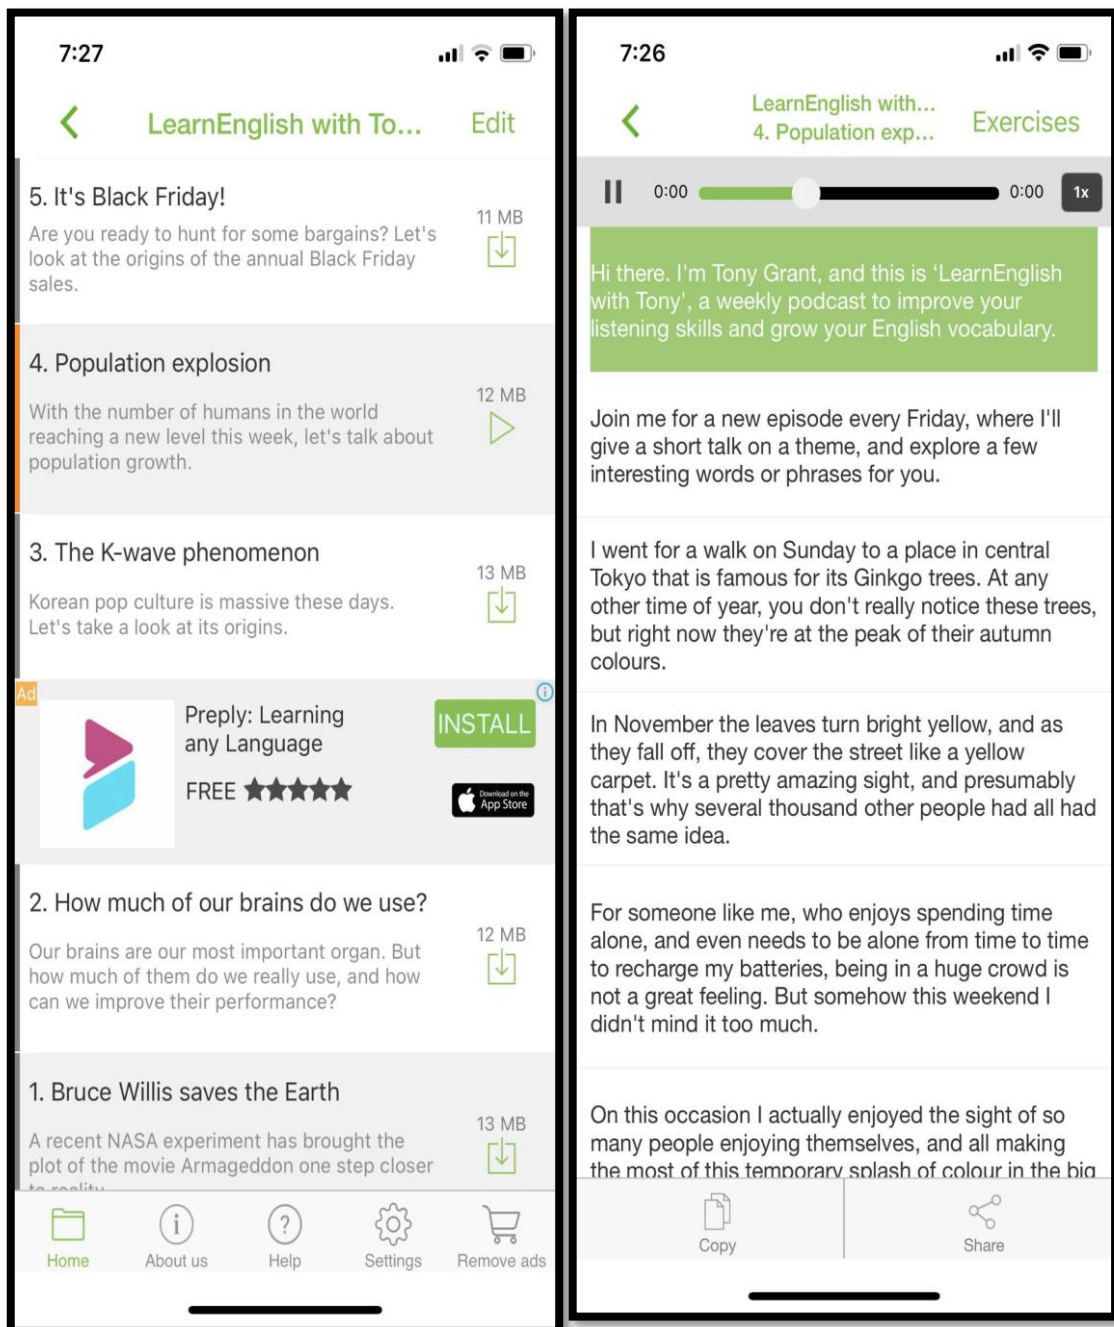 7:27
LearnEnglish with To...
Edit
5. It's Black Friday!
Are you ready to hunt for some bargains? Let's
look at the origins of the annual Black Friday
sales.
11 MB
4. Population explosion
With the number of humans in the world
reaching a new level this week, let's talk about
population growth.
12 MB
3. The K-wave phenomenon
Korean pop culture is massive these days.
Let's take a look at its origins.
13 MB
Ad
Preply: Learning
any Language
FREE
INSTALL
Download on the
App Store
2. How much of our brains do we use?
Our brains are our most important organ. But
how much of them do we really use, and how
can we improve their performance?
12 MB
1. Bruce Willis saves the Earth
A recent NASA experiment has brought the
plot of the movie Armageddon one step closer
to reality
13 MB
Home
About us
Help
Settings
Remove ads
7:26
LearnEnglish with...
4. Population exp...
Exercises
0:00
0:00
1x
Hi there. I'm Tony Grant, and this is ‘LearnEnglish
with Tony', a weekly podcast to improve your
listening skills and grow your English vocabulary.
Join me for a new episode every Friday, where I'll
give a short talk on a theme, and explore a few
interesting words or phrases for you.
I went for a walk on Sunday to a place in central
Tokyo that is famous for its Ginkgo trees. At any
other time of year, you don't really notice these trees,
but right now they're at the peak of their autumn
colours.
In November the leaves turn bright yellow, and as
they fall off, they cover the street like a yellow
carpet. It's a pretty amazing sight, and presumably
that's why several thousand other people had all had
the same idea.
For someone like me, who enjoys spending time
alone, and even needs to be alone from time to time
to recharge my batteries, being in a huge crowd is
not a great feeling. But somehow this weekend I
didn't mind it too much.
On this occasion I actually enjoyed the sight of so
many people enjoying themselves, and all making
the most of this temporary splash of colour in the big
Copy
Share